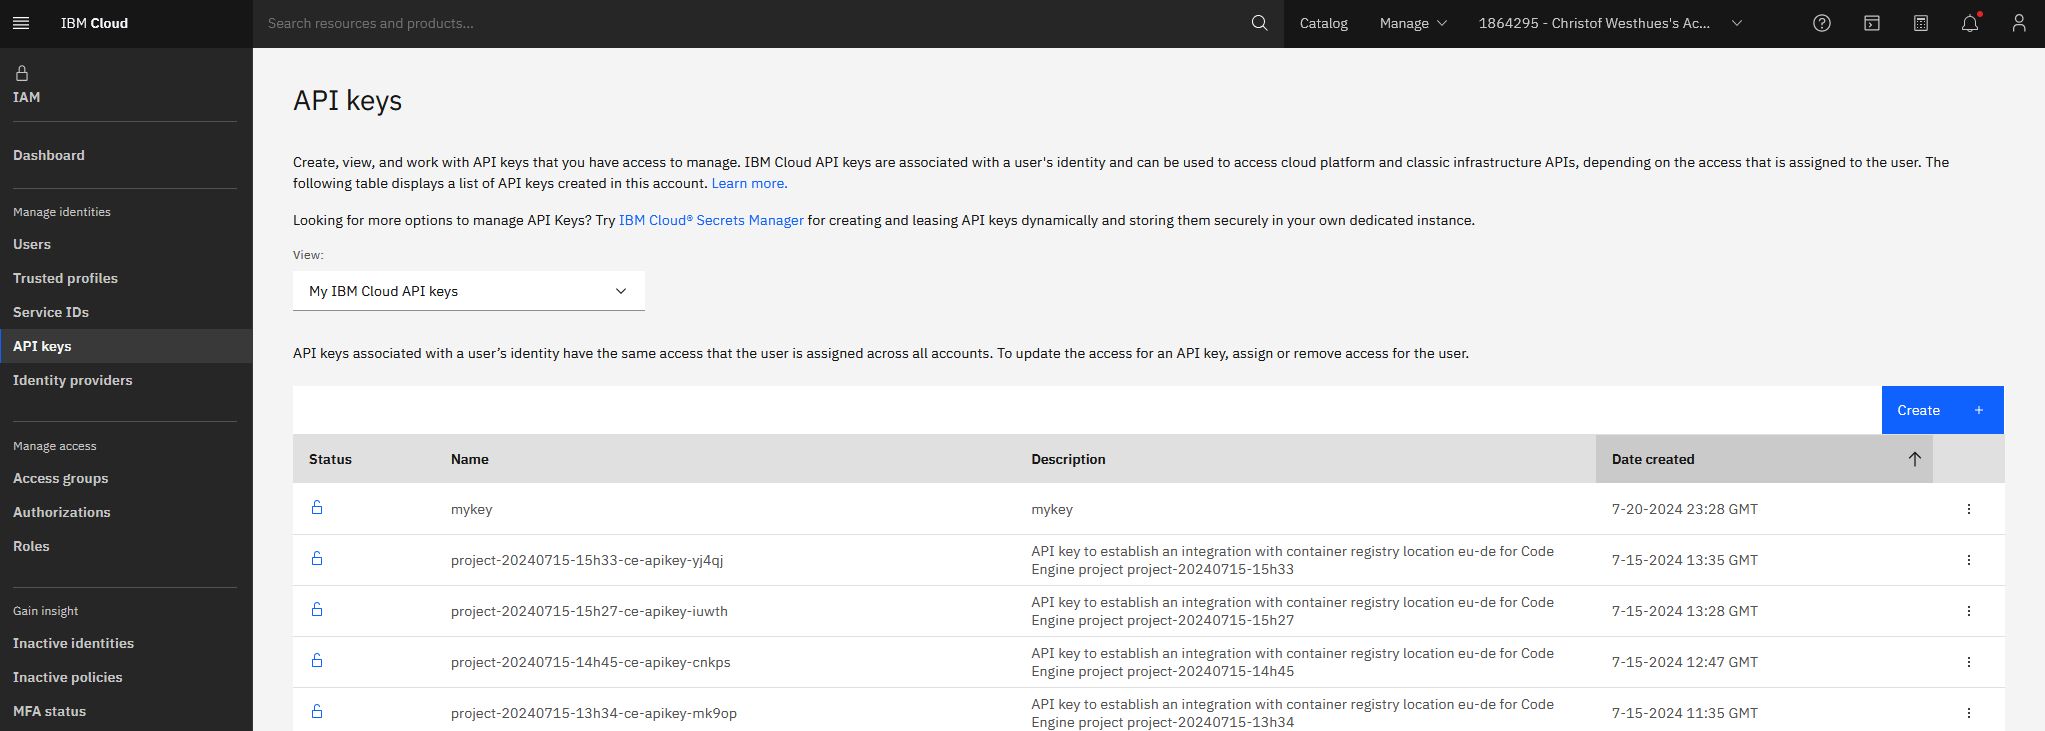 IBM Cloud
Search resources and products...
Catalog
Manage
1864295 - Christof Westhues's Ac...
IAM
Dashboard
Manage identities
Users
Trusted profiles
Service IDs
API keys
Identity providers
Manage access
Access groups
Authorizations
Roles
Gain insight
Inactive identities
Inactive policies
MFA status
API keys
Create, view, and work with API keys that you have access to manage. IBM Cloud API keys are associated with a user's identity and can be used to access cloud platform and classic infrastructure APIs, depending on the access that is assigned to the user. The
following table displays a list of API keys created in this account. Learn more.
Looking for more options to manage API Keys? Try IBM Cloud® Secrets Manager for creating and leasing API keys dynamically and storing them securely in your own dedicated instance.
View:
My IBM Cloud API keys
API keys associated with a user’s identity have the same access that the user is assigned across all accounts. To update the access for an API key, assign or remove access for the user.
Create +
Status Name Description Date created
mykey mykey 7-20-2024 23:28 GMT
project-20240715-15h33-ce-apikey-yj4qj
API key to establish an integration with container registry location eu-de for Code
Engine project project-20240715-15h33
7-15-2024 13:35 GMT
project-20240715-15h27-ce-apikey-iuwth
API key to establish an integration with container registry location eu-de for Code
Engine project project-20240715-15h27
7-15-2024 13:28 GMT
project-20240715-14h45-ce-apikey-cnkps
API key to establish an integration with container registry location eu-de for Code
Engine project project-20240715-14h45
7-15-2024 12:47 GMT
project-20240715-13h34-ce-apikey-mk9op
API key to establish an integration with container registry location eu-de for Code
Engine project project-20240715-13h34
7-15-2024 11:35 GMT